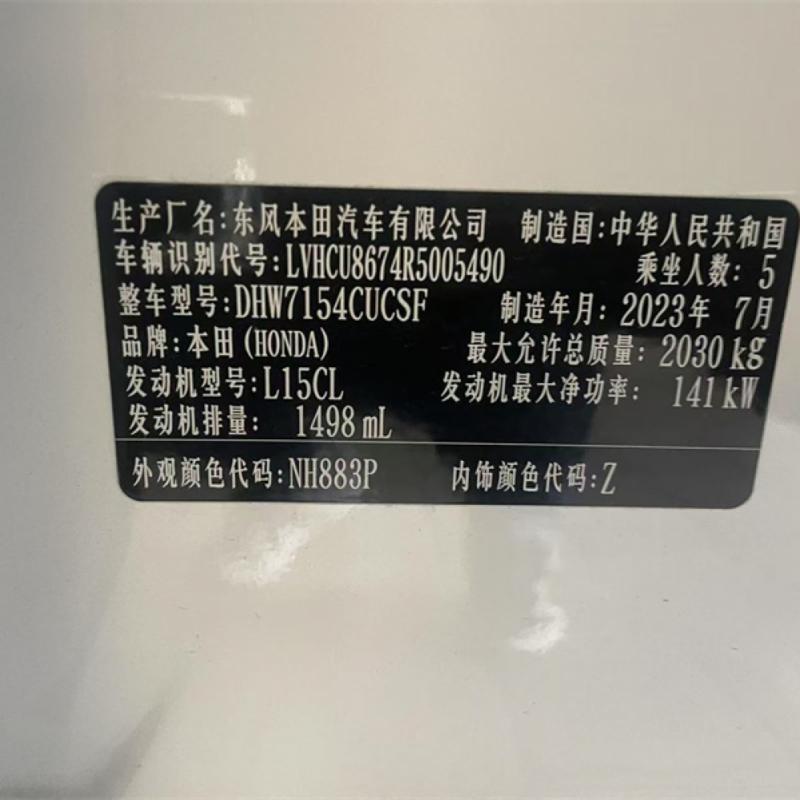 生产厂名:东风本田汽车有限公司 制造国:中华人民共和国
车辆识别代号:LVHCU8674R5005490 乘坐人数:5
整车型号:DHW7154CUCSF 制造年月:2023年 7月
品牌:本田(HONDA) 最大允许总质量:2030kg
发动机型号:L15CL 发动机最大净功率: 141kW
发动机排量: 1498mL
外观颜色代码:NH883P 内饰颜色代码:Z